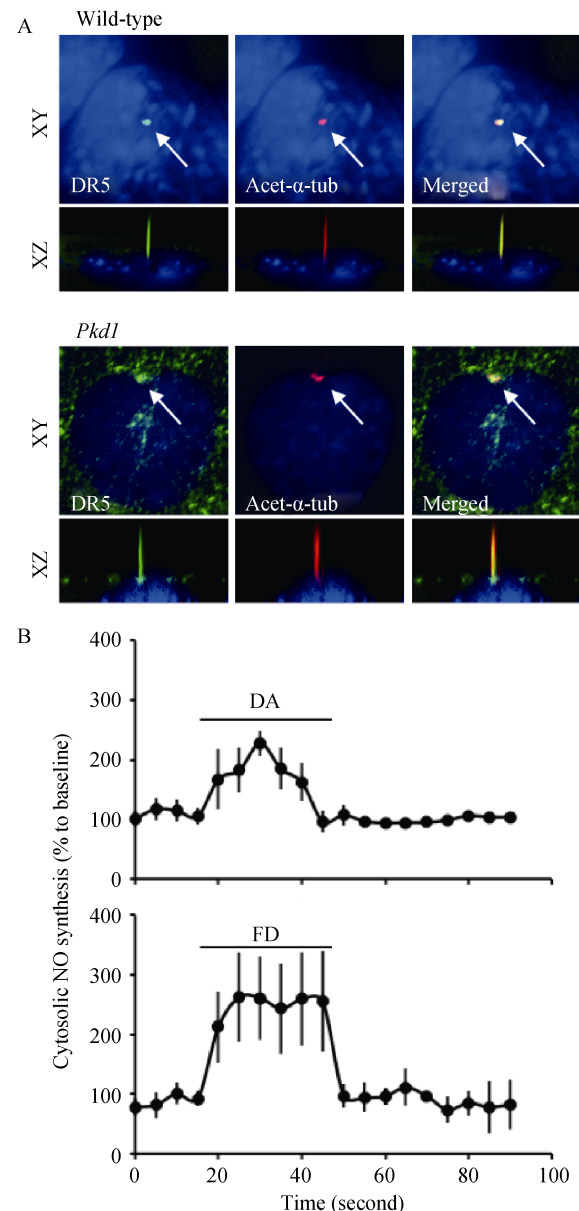 A
Wild-type
XY
DR5
Acet-α-tub
Merged
XZ
Pkd1
XY
DR5
Acet-α-tub
Merged
XZ
B
Cytosolic NO synthesis (% to baseline)
400
300
200
100
0
DA
400
300
200
100
0
FD
0
20
40
60
80
100
Time (second)